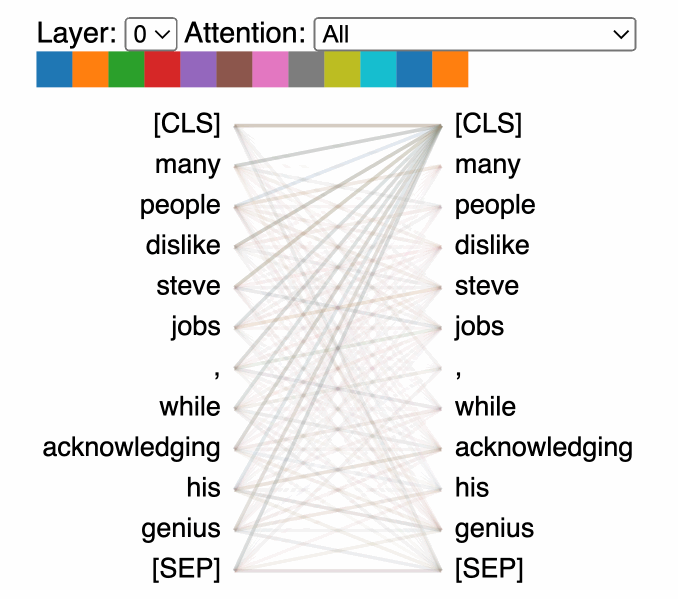 Layer: 0 Attention: All
[CLS] [CLS]
many many
people people
dislike dislike
steve steve
jobs jobs
, ,
while while
acknowledging acknowledging
his his
genius genius
[SEP] [SEP]